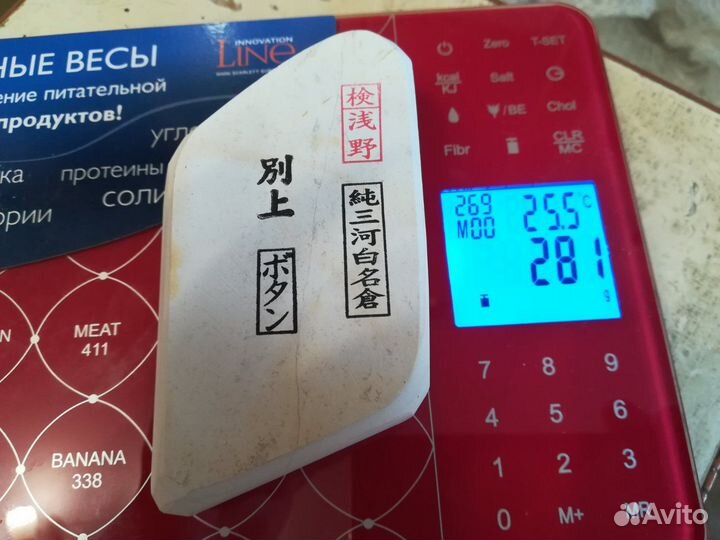 НЫЕ ВЕСЫ
ение питательной
продуктов!
угле
ка протеины
СОЛИ
ории
INNOVATION
LINE
検浅野
純三河白名倉
別上
ボタン
Zero T-SET
kcal/KJ Salt
/BE Chol
Fibr CLR/MC
269 25.5°C
M00
281
g
N
MEAT
411
BANANA
338
7 8 9
4 5 6
1 2 3
0 M+ MR
Avito